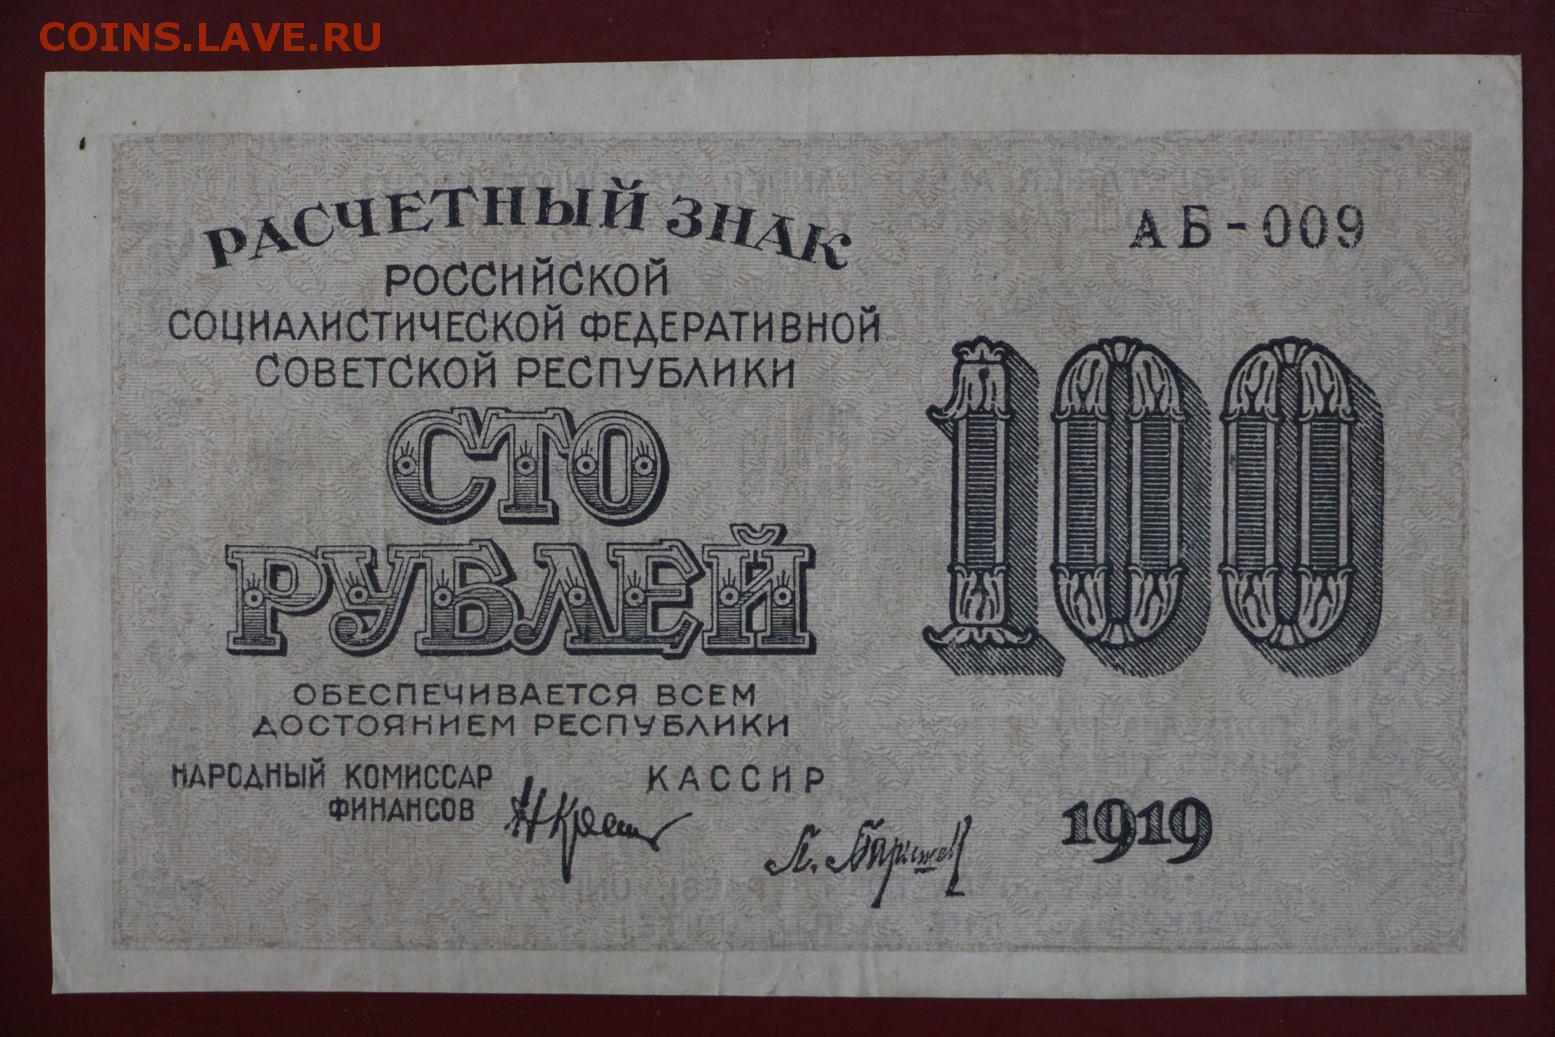 COINS.LAVE.RU
РАСЧЕТНЫЙ ЗНАК
РОССИЙСКОЙ
СОЦИАЛИСТИЧЕСКОЙ ФЕДЕРАТИВНОЙ
СОВЕТСКОЙ РЕСПУБЛИКИ
СТО
РУБЛЕЙ
ОБЕСПЕЧИВАЕТСЯ ВСЕМ
ДОСТОЯНИЕМ РЕСПУБЛИКИ
НАРОДНЫЙ КОМИССАР
ФИНАНСОВ
КАССИР
АБ-009
100
1919